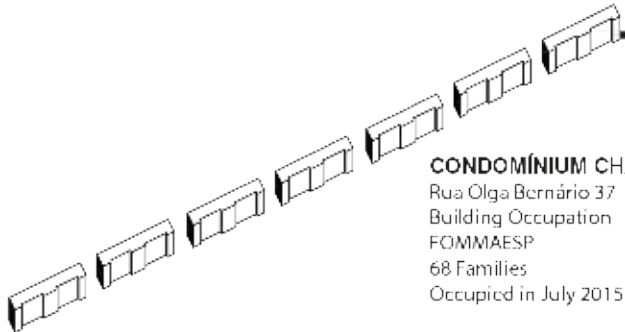 CONDOMÍNIUM CH
Rua Olga Bernário 37
Building Occupation
FOMMAESP
68 Families
Occupied in July 2015